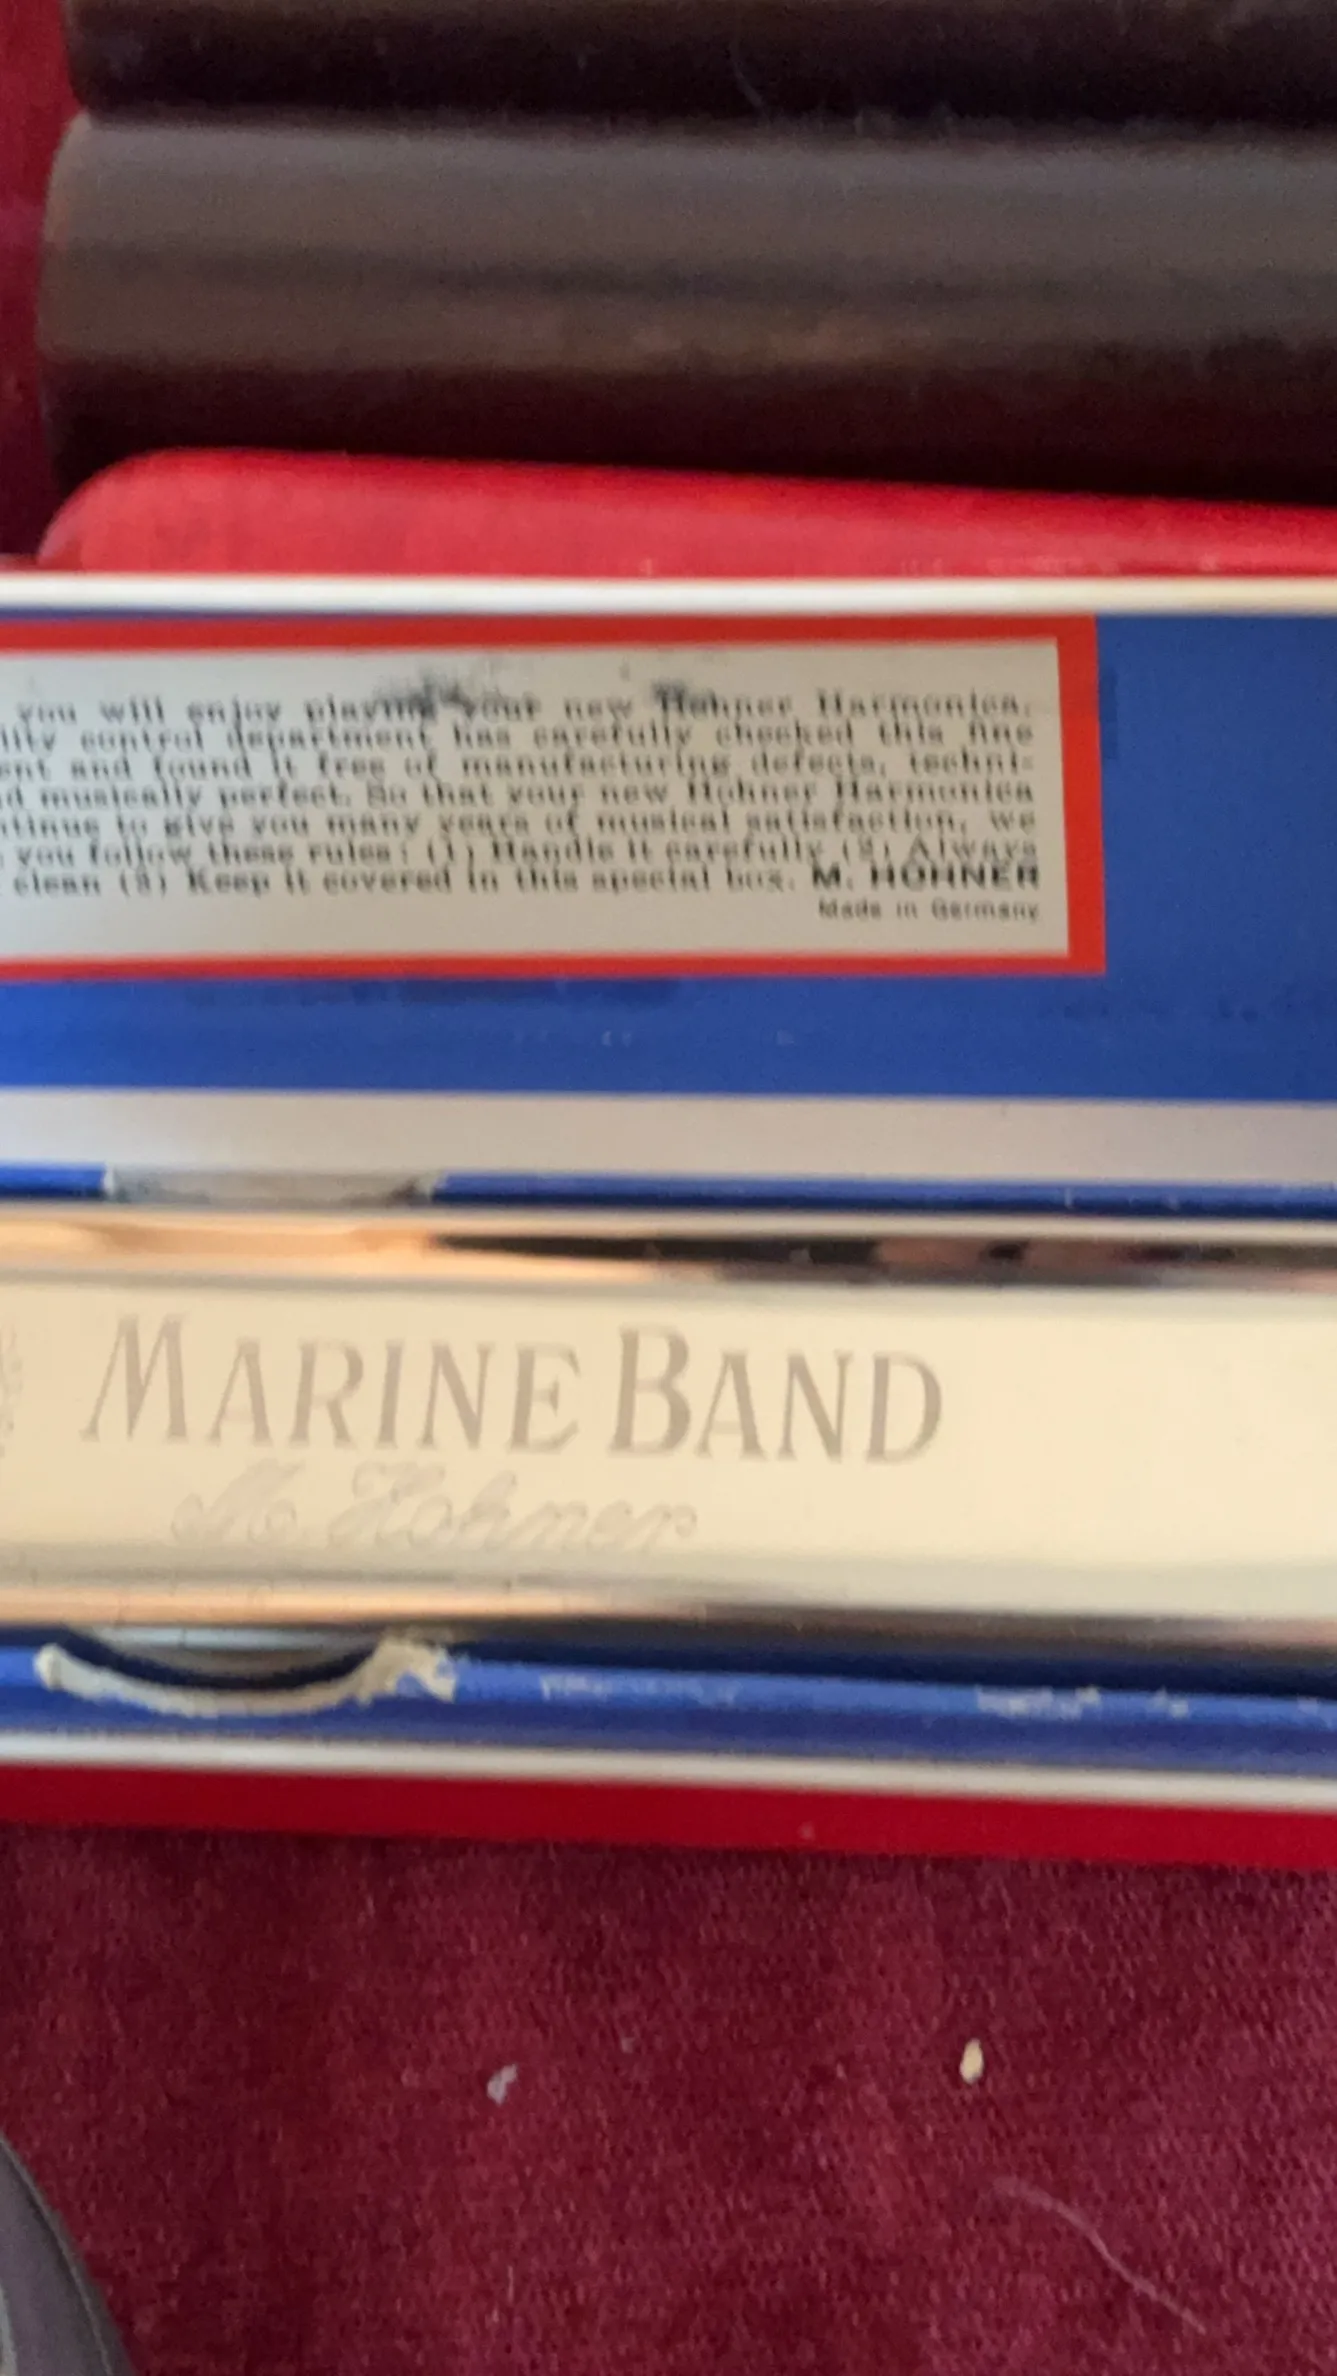 you will enjoy playing your new Hohner Harmonica.
control department has carefully checked this fine
and found it free of manufacturing defects, techni-
musically perfect. So that your new Hohner Harmonica
to give you many years of musical satisfaction, we
you follow these rules: (1) Handle it carefully (2) Always
clean (3) Keep it covered in this special box. M. HOHNER
Made in Germany
MARINE BAND
M. Hohner